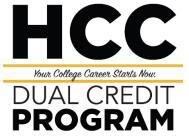 HCC
Your College Career Starts Now.
DUAL CREDIT
PROGRAM